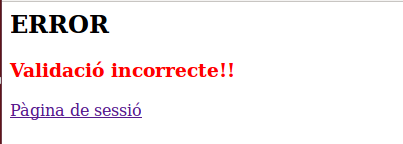 ERROR
Validació incorrecte!!
Pàgina de sessió